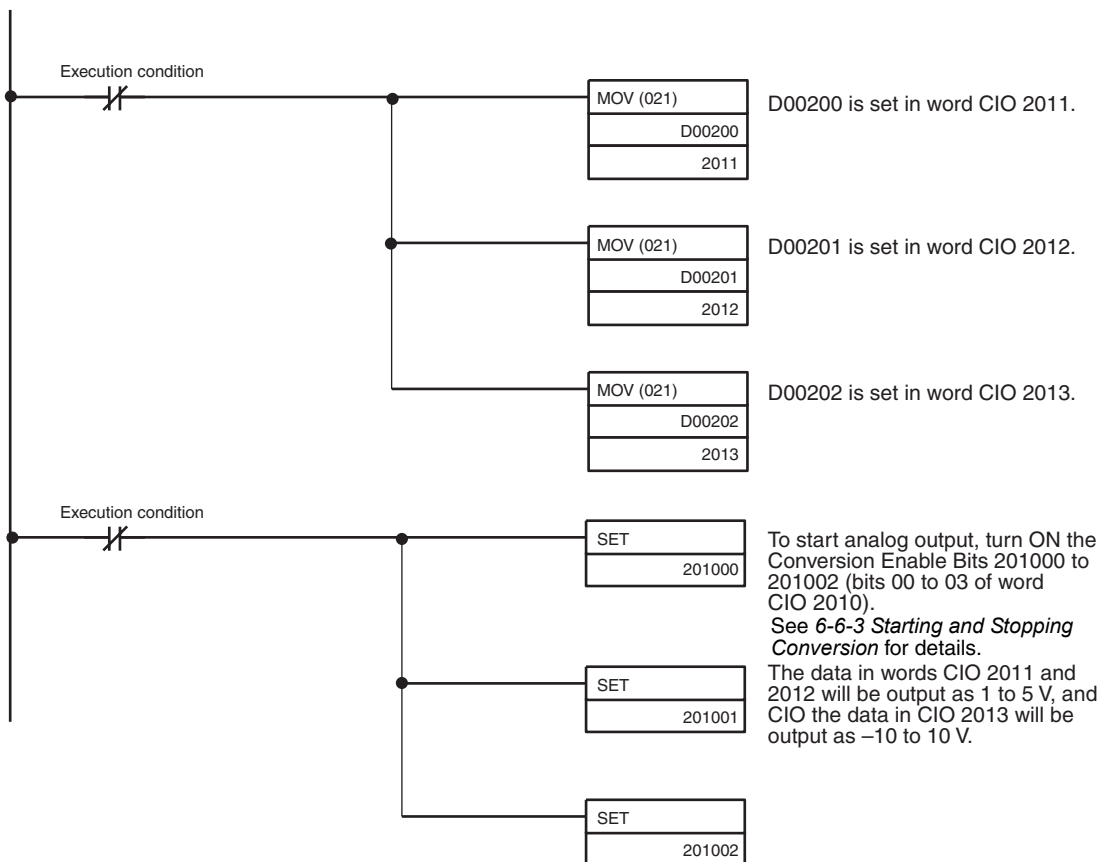 Execution condition
MOV (021)
D00200
2011
D00200 is set in word CIO 2011.
MOV (021)
D00201
2012
D00201 is set in word CIO 2012.
MOV (021)
D00202
2013
D00202 is set in word CIO 2013.
Execution condition
SET
201000
To start analog output, turn ON the
Conversion Enable Bits 201000 to
201002 (bits 00 to 03 of word
CIO 2010).
See 6-6-3 Starting and Stopping
Conversion for details.
SET
201001
The data in words CIO 2011 and
2012 will be output as 1 to 5 V, and
CIO the data in CIO 2013 will be
output as –10 to 10 V.
SET
201002